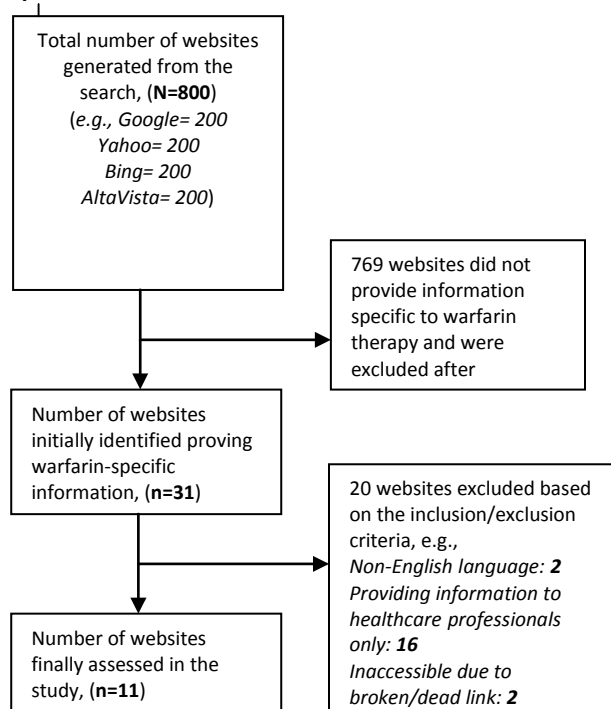 Total number of websites
generated from the
search, (N=800)
(e.g., Google= 200
Yahoo= 200
Bing= 200
AltaVista= 200)
769 websites did not
provide information
specific to warfarin
therapy and were
excluded after
Number of websites
initially identified proving
warfarin-specific
information, (n=31)
20 websites excluded based
on the inclusion/exclusion
criteria, e.g.,
Non-English language: 2
Providing information to
healthcare professionals
only: 16
Inaccessible due to
broken/dead link: 2
Number of websites
finally assessed in the
study, (n=11)